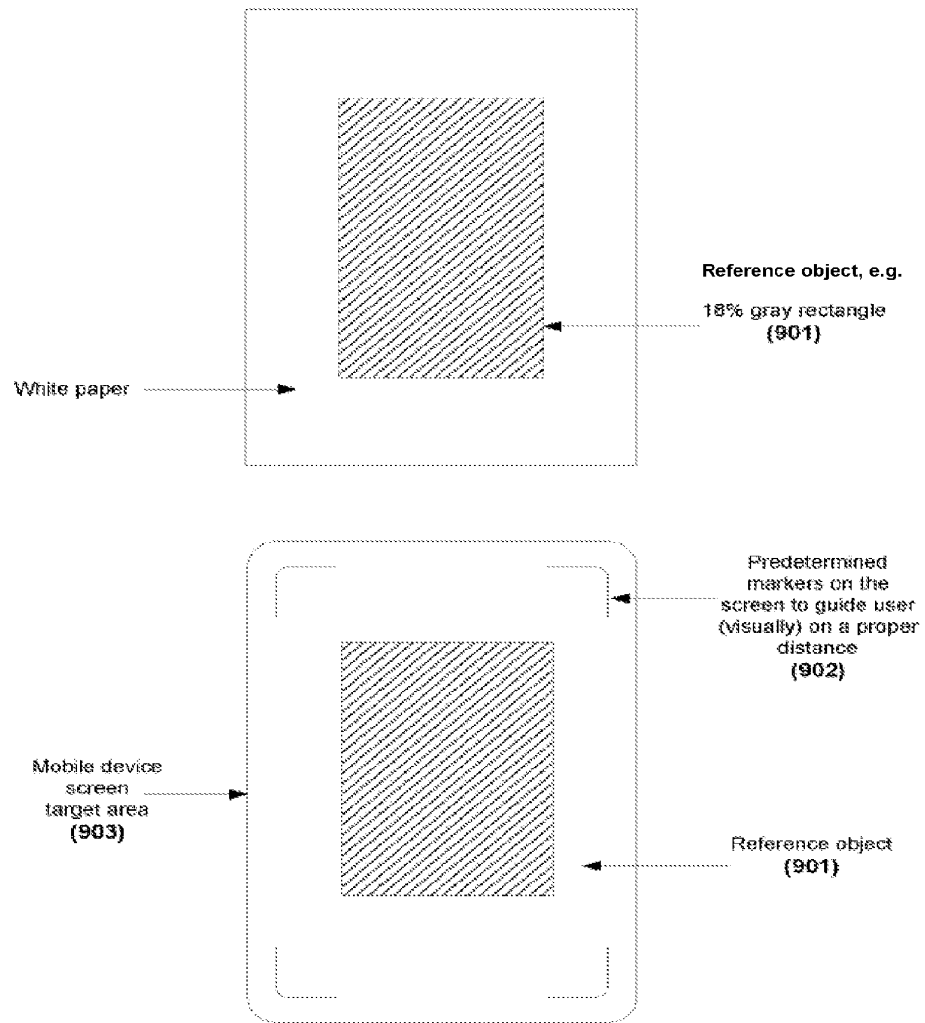 Reference object, e.g.
18% gray rectangle
(901)
White paper
Predetermined
markers on the
screen to guide user
(visually) on a proper
distance
(902)
Mobile device
screen
target area
(903)
Reference object
(901)